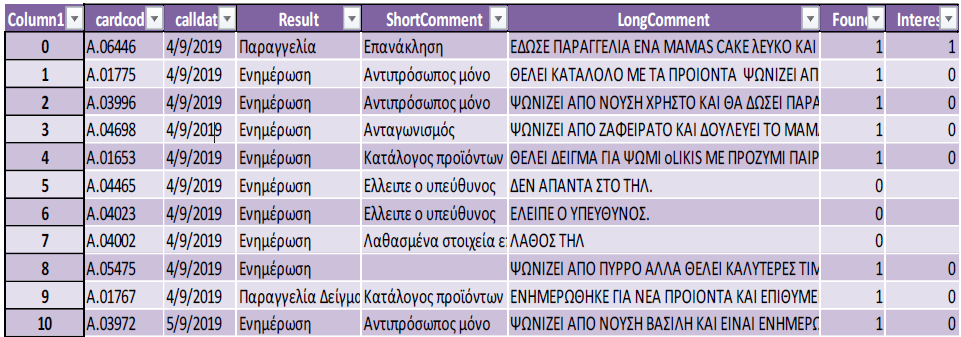 Column1 cardcod calldat Result ShortComment LongComment Foun Interes
0 A.06446 4/9/2019 Παραγγελία Επανάκληση ΕΔΩΣΕ ΠΑΡΑΓΓΕΛΙΑ ΕΝΑ MAMAS CAKE λΕΥΚΟ ΚΑΙ 1 1
1 A.01775 4/9/2019 Ενημέρωση Αντιπρόσωπος μόνο ΘΕΛΕΙ ΚΑΤΑΛΟΛΟ ΜΕ ΤΑ ΠΡΟΙΟΝΤΑ ΨΩΝΙΖΕΙ ΑΠ 1 0
2 A.03996 4/9/2019 Ενημέρωση Αντιπρόσωπος μόνο ΨΩΝΙΖΕΙ ΑΠΟ ΝΟΥΣΗ ΧΡΗΣΤΟ ΚΑΙ ΘΑ ΔΩΣΕΙ ΠΑΡΑ 1 0
3 A.04698 4/9/2019 Ενημέρωση Ανταγωνισμός ΨΩΝΙΖΕΙ ΑΠΟ ΖΑΦΕΙΡΑΤΟ ΚΑΙ ΔΟΥΛΕΥΕΙ ΤΟ ΜΑΜ 1 0
4 A.01653 4/9/2019 Ενημέρωση Κατάλογος προϊόντων ΘΕΛΕΙ ΔΕΙΓΜΑ ΓΙΑ ΨΩΜΙ oLIKIS ΜΕ ΠΡΟΖΥΜΙ ΠΑΙΡ 1 0
5 A.04465 4/9/2019 Ενημέρωση Ελλειπε ο υπεύθυνος ΔΕΝ ΑΠΑΝΤΑ ΣΤΟ ΤΗΛ. 0
6 A.04023 4/9/2019 Ενημέρωση Ελλειπε ο υπεύθυνος ΕΛΕΙΠΕ Ο ΥΠΕΥΘΥΝΟΣ. 0
7 A.04002 4/9/2019 Ενημέρωση Λαθασμένα στοιχεία ε ΛΑΘΟΣ ΤΗΛ 0
8 A.05475 4/9/2019 Ενημέρωση ΨΩΝΙΖΕΙ ΑΠΟ ΠΥΡΡΟ ΑΛΛΑ ΘΕΛΕΙ ΚΑΛΥΤΕΡΕΣ ΤΙΜ 1 0
9 A.01767 4/9/2019 Παραγγελία Δείγμα Κατάλογος προϊόντων ΕΝΗΜΕΡΩΘΗΚΕ ΓΙΑ ΝΕΑ ΠΡΟΙΟΝΤΑ ΚΑΙ ΕΠΙΘΥΜΕ 1 0
10 A.03972 5/9/2019 Ενημέρωση Αντιπρόσωπος μόνο ΨΩΝΙΖΕΙ ΑΠΟ ΝΟΥΣΗ ΒΑΣΙΛΗ ΚΑΙ ΕΙΝΑΙ ΕΝΗΜΕΡΩ 1 0